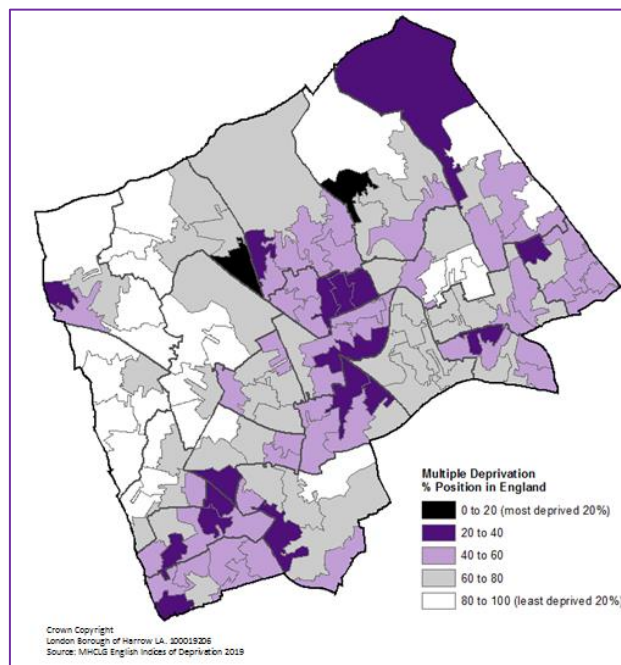 Multiple Deprivation
% Position in England
0 to 20 (most deprived 20%)
20 to 40
40 to 60
60 to 80
80 to 100 (least deprived 20%)
Crown Copyright
London Borough of Harrow LA. 100019206
Source: MHCLG English Indices of Deprivation 2019